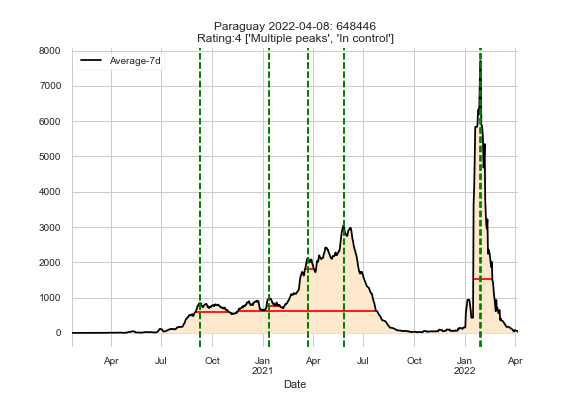 Paraguay 2022-04-08: 648446
Rating:4 ['Multiple peaks', 'In control']
Average-7d
8000
7000
6000
5000
4000
3000
2000
1000
0
Apr Jul Oct Jan Apr Jul Oct Jan Apr
2021 2022
Date